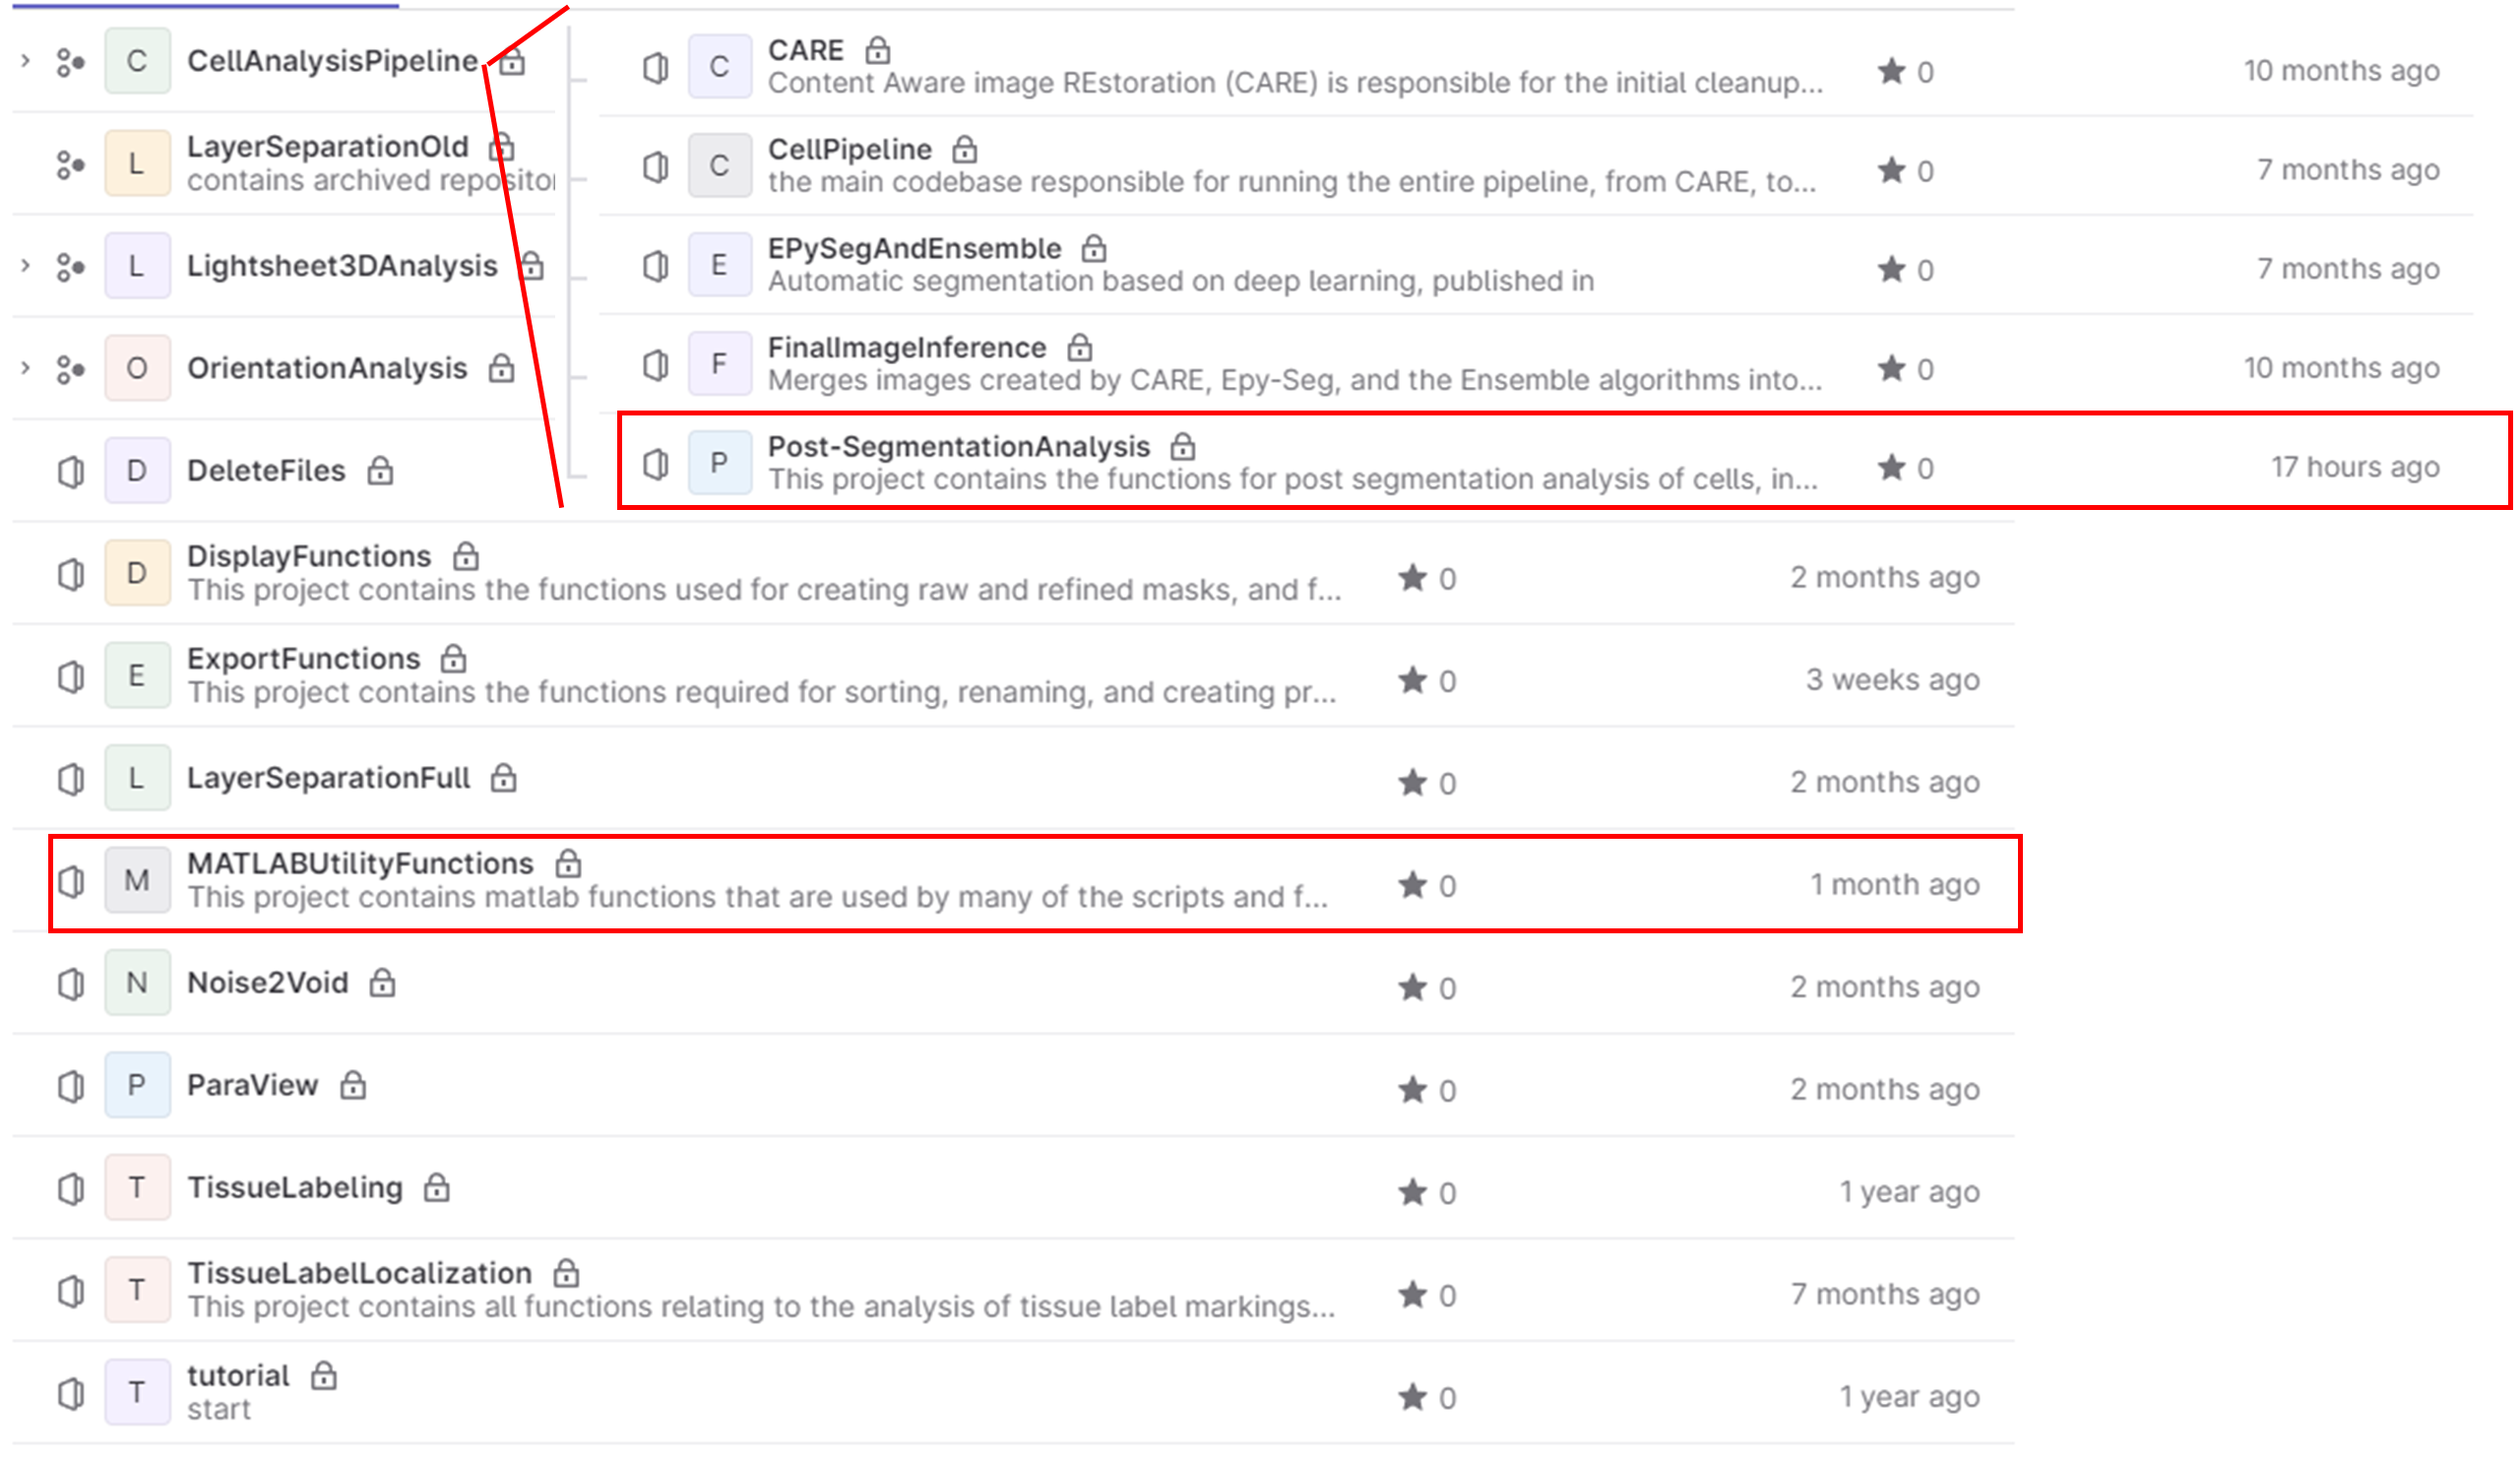 C CellAnalysisPipeline
L LayerSeparationOld
contains archived reposito
L Lightsheet3DAnalysis
O OrientationAnalysis
D DeleteFiles
C CARE
Content Aware image REstoration (CARE) is responsible for the initial cleanup...
0 10 months ago
C CellPipeline
the main codebase responsible for running the entire pipeline, from CARE, to...
0 7 months ago
E EPySegAndEnsemble
Automatic segmentation based on deep learning, published in
0 7 months ago
F FinalImageInference
Merges images created by CARE, Epy-Seg, and the Ensemble algorithms into...
0 10 months ago
P Post-SegmentationAnalysis
This project contains the functions for post segmentation analysis of cells, in...
0 17 hours ago
D DisplayFunctions
This project contains the functions used for creating raw and refined masks, and f...
0 2 months ago
E ExportFunctions
This project contains the functions required for sorting, renaming, and creating pr...
0 3 weeks ago
L LayerSeparationFull
0 2 months ago
M MATLABUtilityFunctions
This project contains matlab functions that are used by many of the scripts and f...
0 1 month ago
N Noise2Void
0 2 months ago
P ParaView
0 2 months ago
T TissueLabeling
0 1 year ago
T TissueLabelLocalization
This project contains all functions relating to the analysis of tissue label markings...
0 7 months ago
T tutorial
start
0 1 year ago